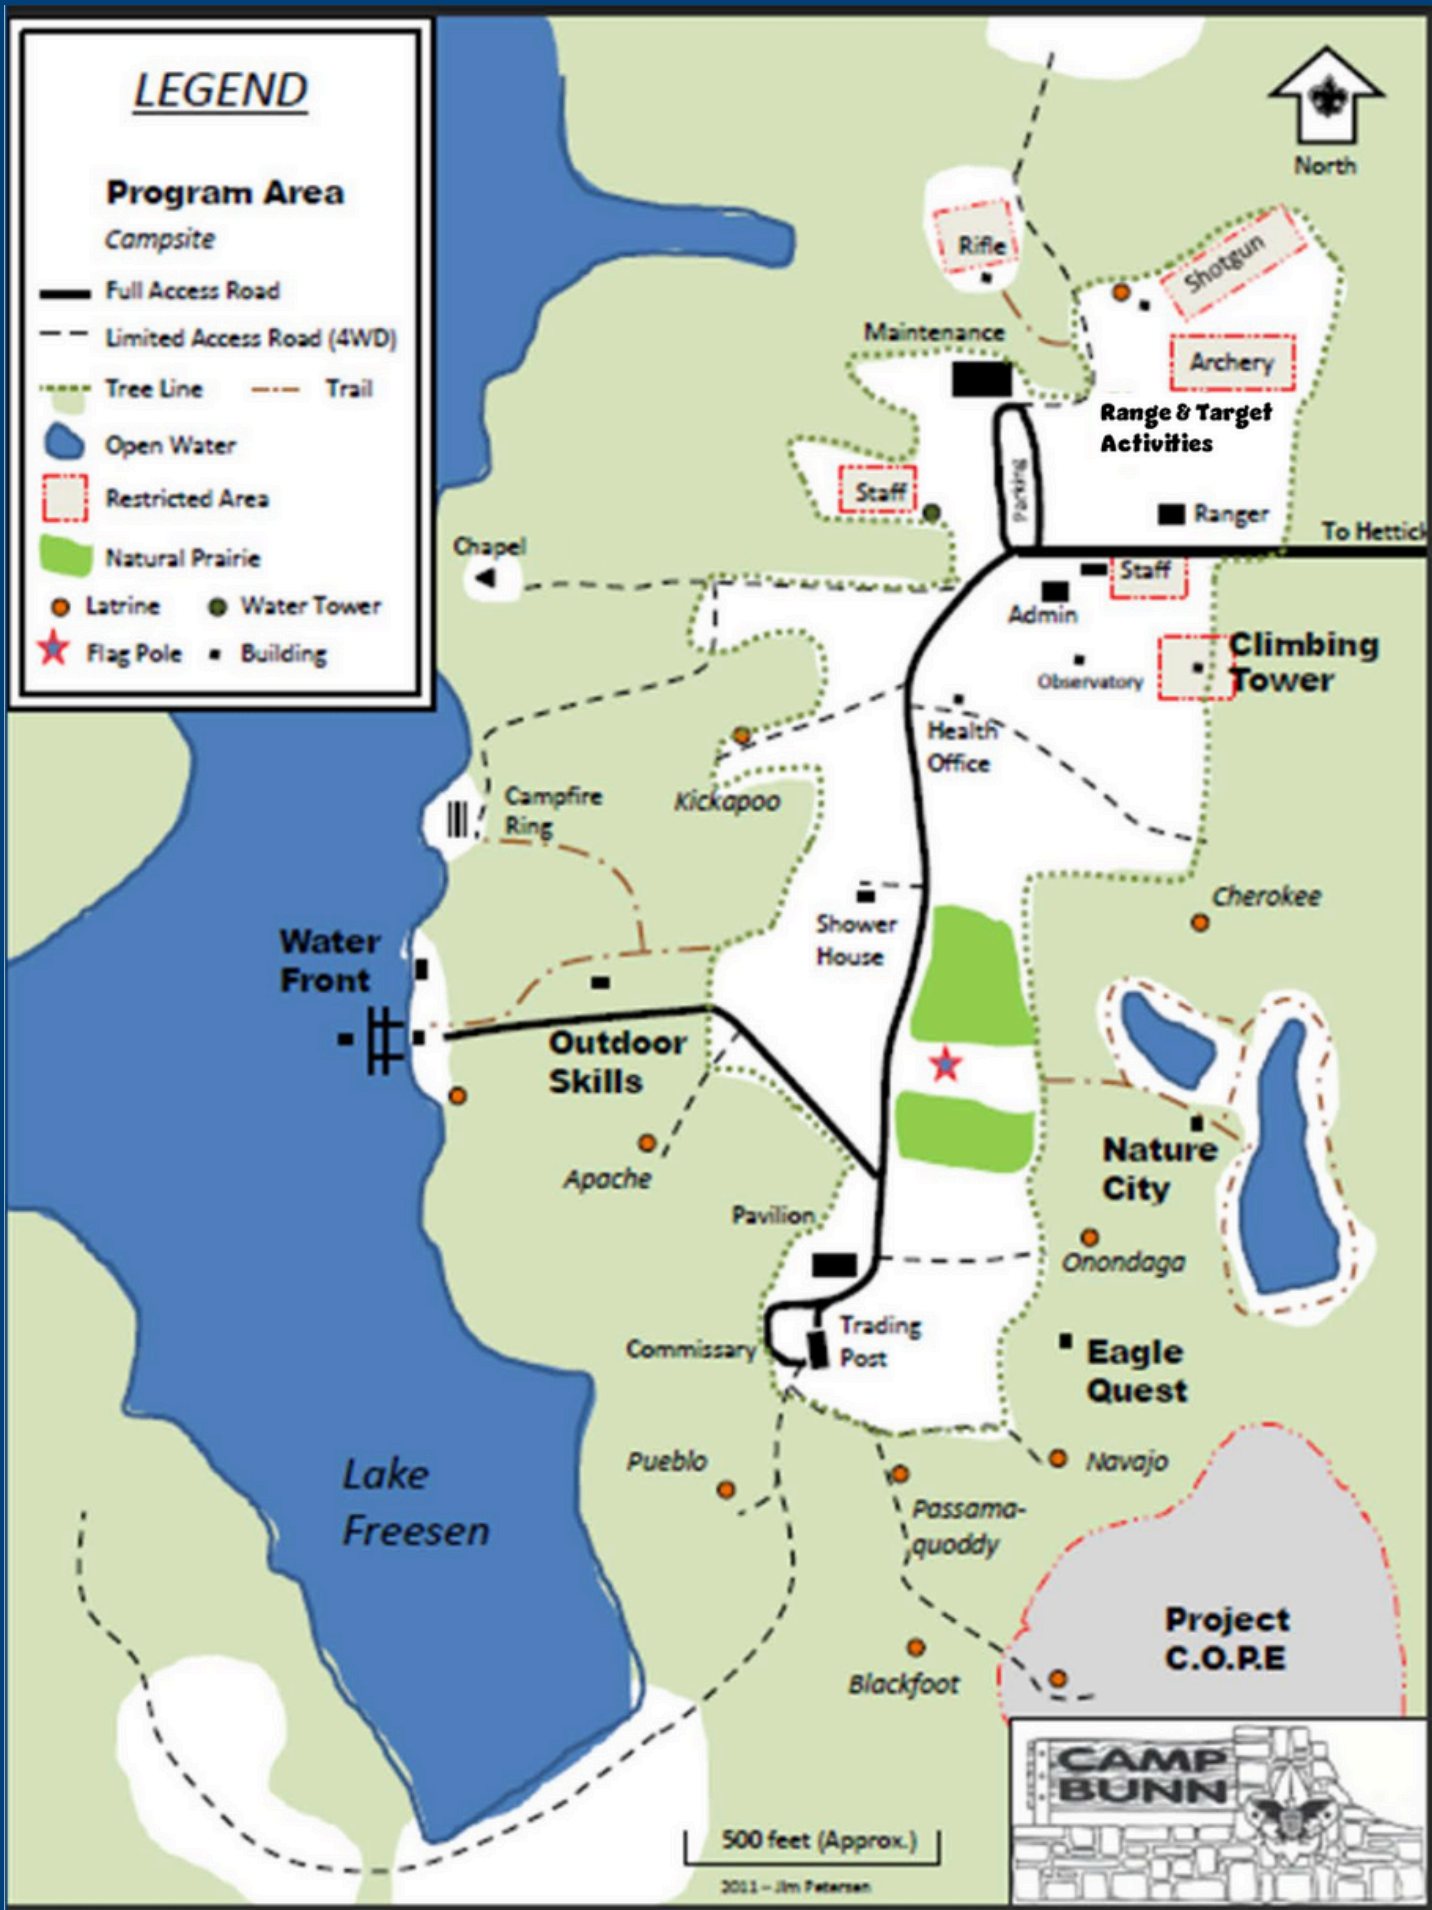 LEGEND
Program Area
Campsite
Full Access Road
Limited Access Road (4WD)
Tree Line
Trail
Open Water
Restricted Area
Natural Prairie
Latrine
Water Tower
Flag Pole
Building
North
Rifle
Shotgun
Maintenance
Archery
Range & Target
Activities
Parking
Staff
Ranger
To Hettick
Chapel
Staff
Admin
Climbing
Tower
Observatory
Health
Office
Campfire
Ring
Kickapoo
Cherokee
Shower
House
Water
Front
Outdoor
Skills
Nature
City
Apache
Pavilion
Onondaga
Trading
Post
Commissary
Eagle
Quest
Lake
Freesen
Pueblo
Navajo
Passama-
quoddy
Project
C.O.P.E
Blackfoot
CAMP
BUNN
500 feet (Approx.)
2011 – Jim Petersen